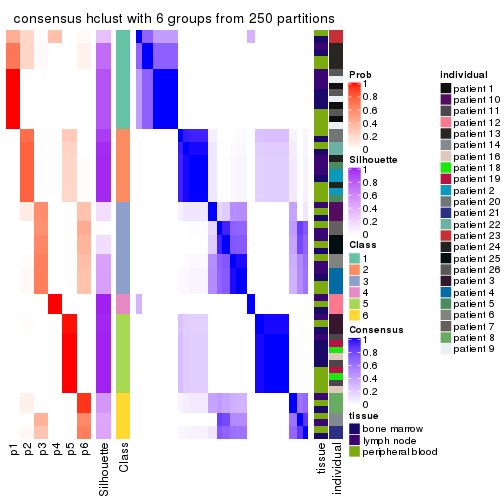 consensus hclust with 6 groups from 250 partitions
p1
p2
p3
p4
p5
p6
Silhouette
Class
tissue
individual
Prob
1
0.8
0.6
0.4
0.2
0
Silhouette
1
0.8
0.6
0.4
0.2
0
Class
1
2
3
4
5
6
Consensus
1
0.8
0.6
0.4
0.2
0
tissue
bone marrow
lymph node
peripheral blood
individual
patient 1
patient 10
patient 11
patient 12
patient 13
patient 14
patient 16
patient 18
patient 19
patient 2
patient 20
patient 21
patient 22
patient 23
patient 24
patient 25
patient 26
patient 3
patient 4
patient 5
patient 6
patient 7
patient 8
patient 9